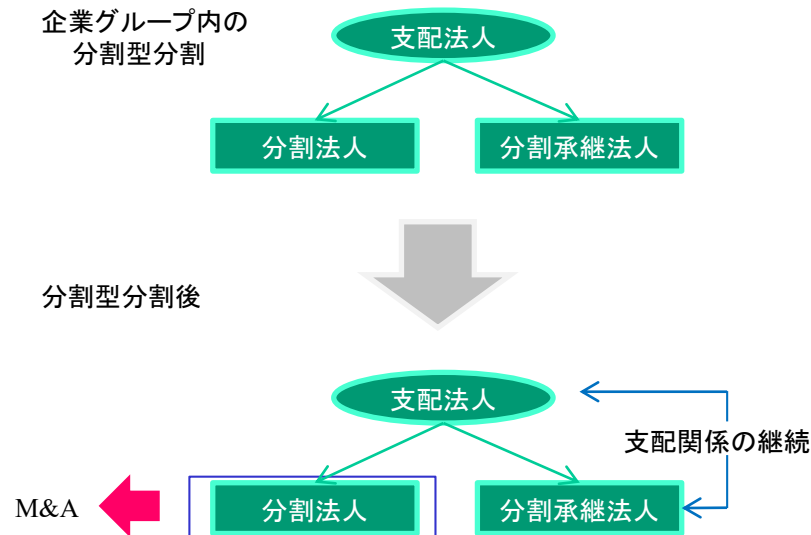 企業グループ内の
分割型分割
支配法人
分割法人
分割承継法人
分割型分割後
支配法人
支配関係の継続
M&A
分割法人
分割承継法人